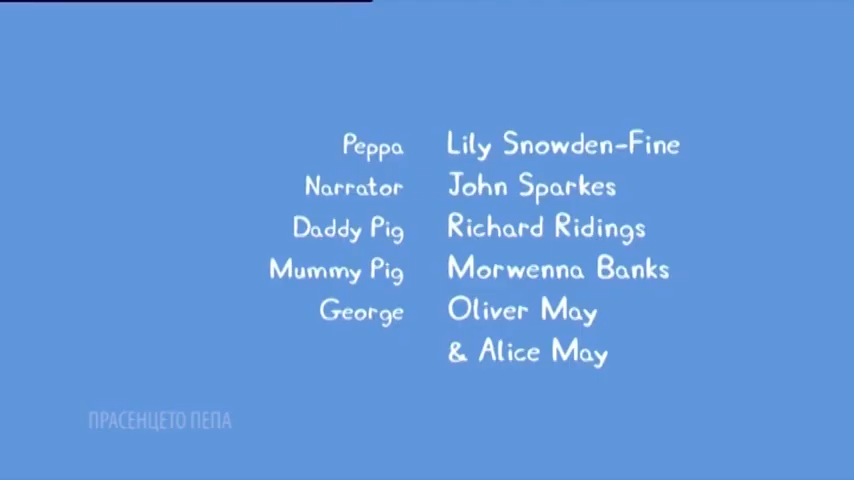 Peppa Lily Snowden-Fine
Narrator John Sparkes
Daddy Pig Richard Ridings
Mummy Pig Morwenna Banks
George Oliver May
& Alice May
ПРАСЕНЦЕТО ПЕПА